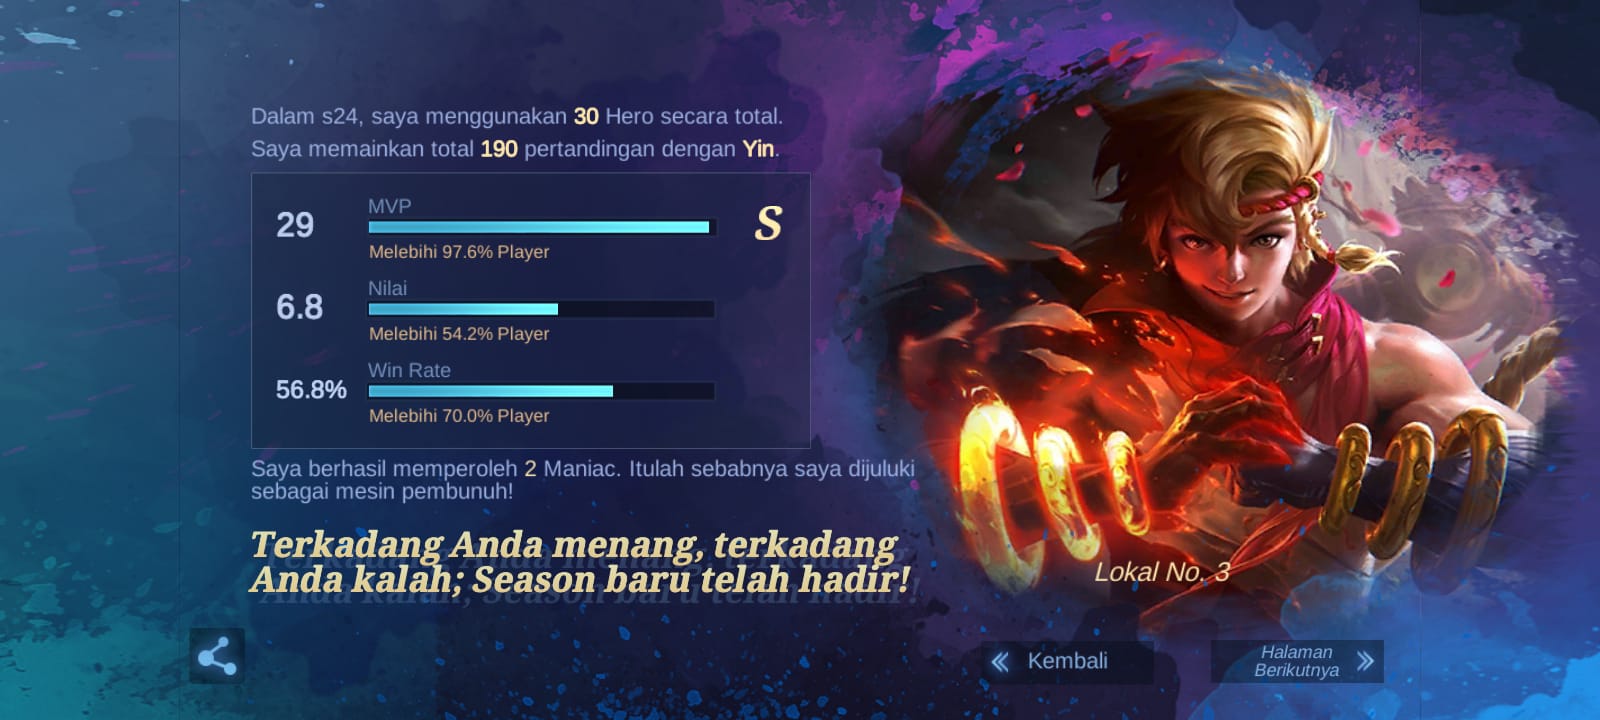 Dalam s24, saya menggunakan 30 Hero secara total.
Saya memainkan total 190 pertandingan dengan Yin.
29
MVP
Melebihi 97.6% Player
S
6.8
Nilai
Melebihi 54.2% Player
56.8%
Win Rate
Melebihi 70.0% Player
Saya berhasil memperoleh 2 Maniac. Itulah sebabnya saya dijuluki
sebagai mesin pembunuh!
Terkadang Anda menang, terkadang
Anda kalah; Season baru telah hadir!
Lokal No. 3
Kembali
Halaman
Berikutnya